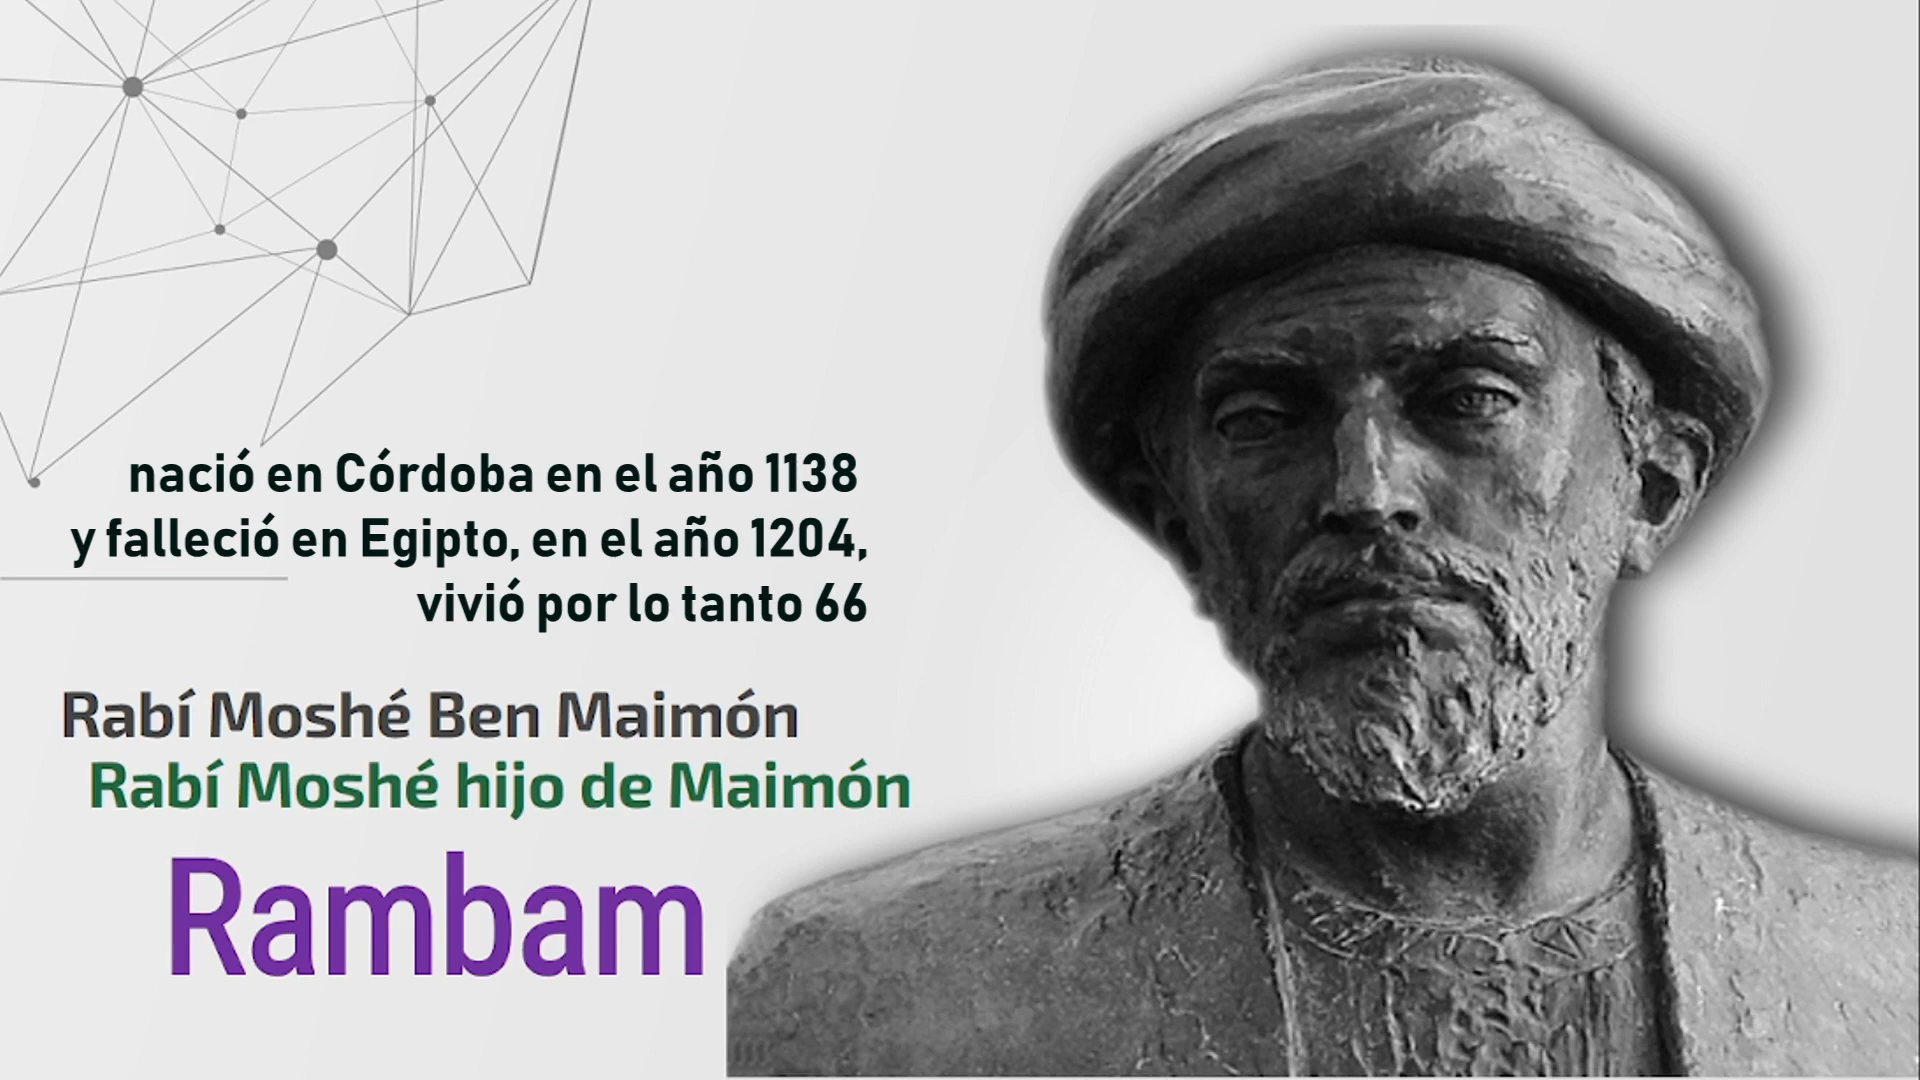 nació en Córdoba en el año 1138
y falleció en Egipto, en el año 1204,
vivió por lo tanto 66
Rabí Moshé Ben Maimón
Rabí Moshé hijo de Maimón
Rambam